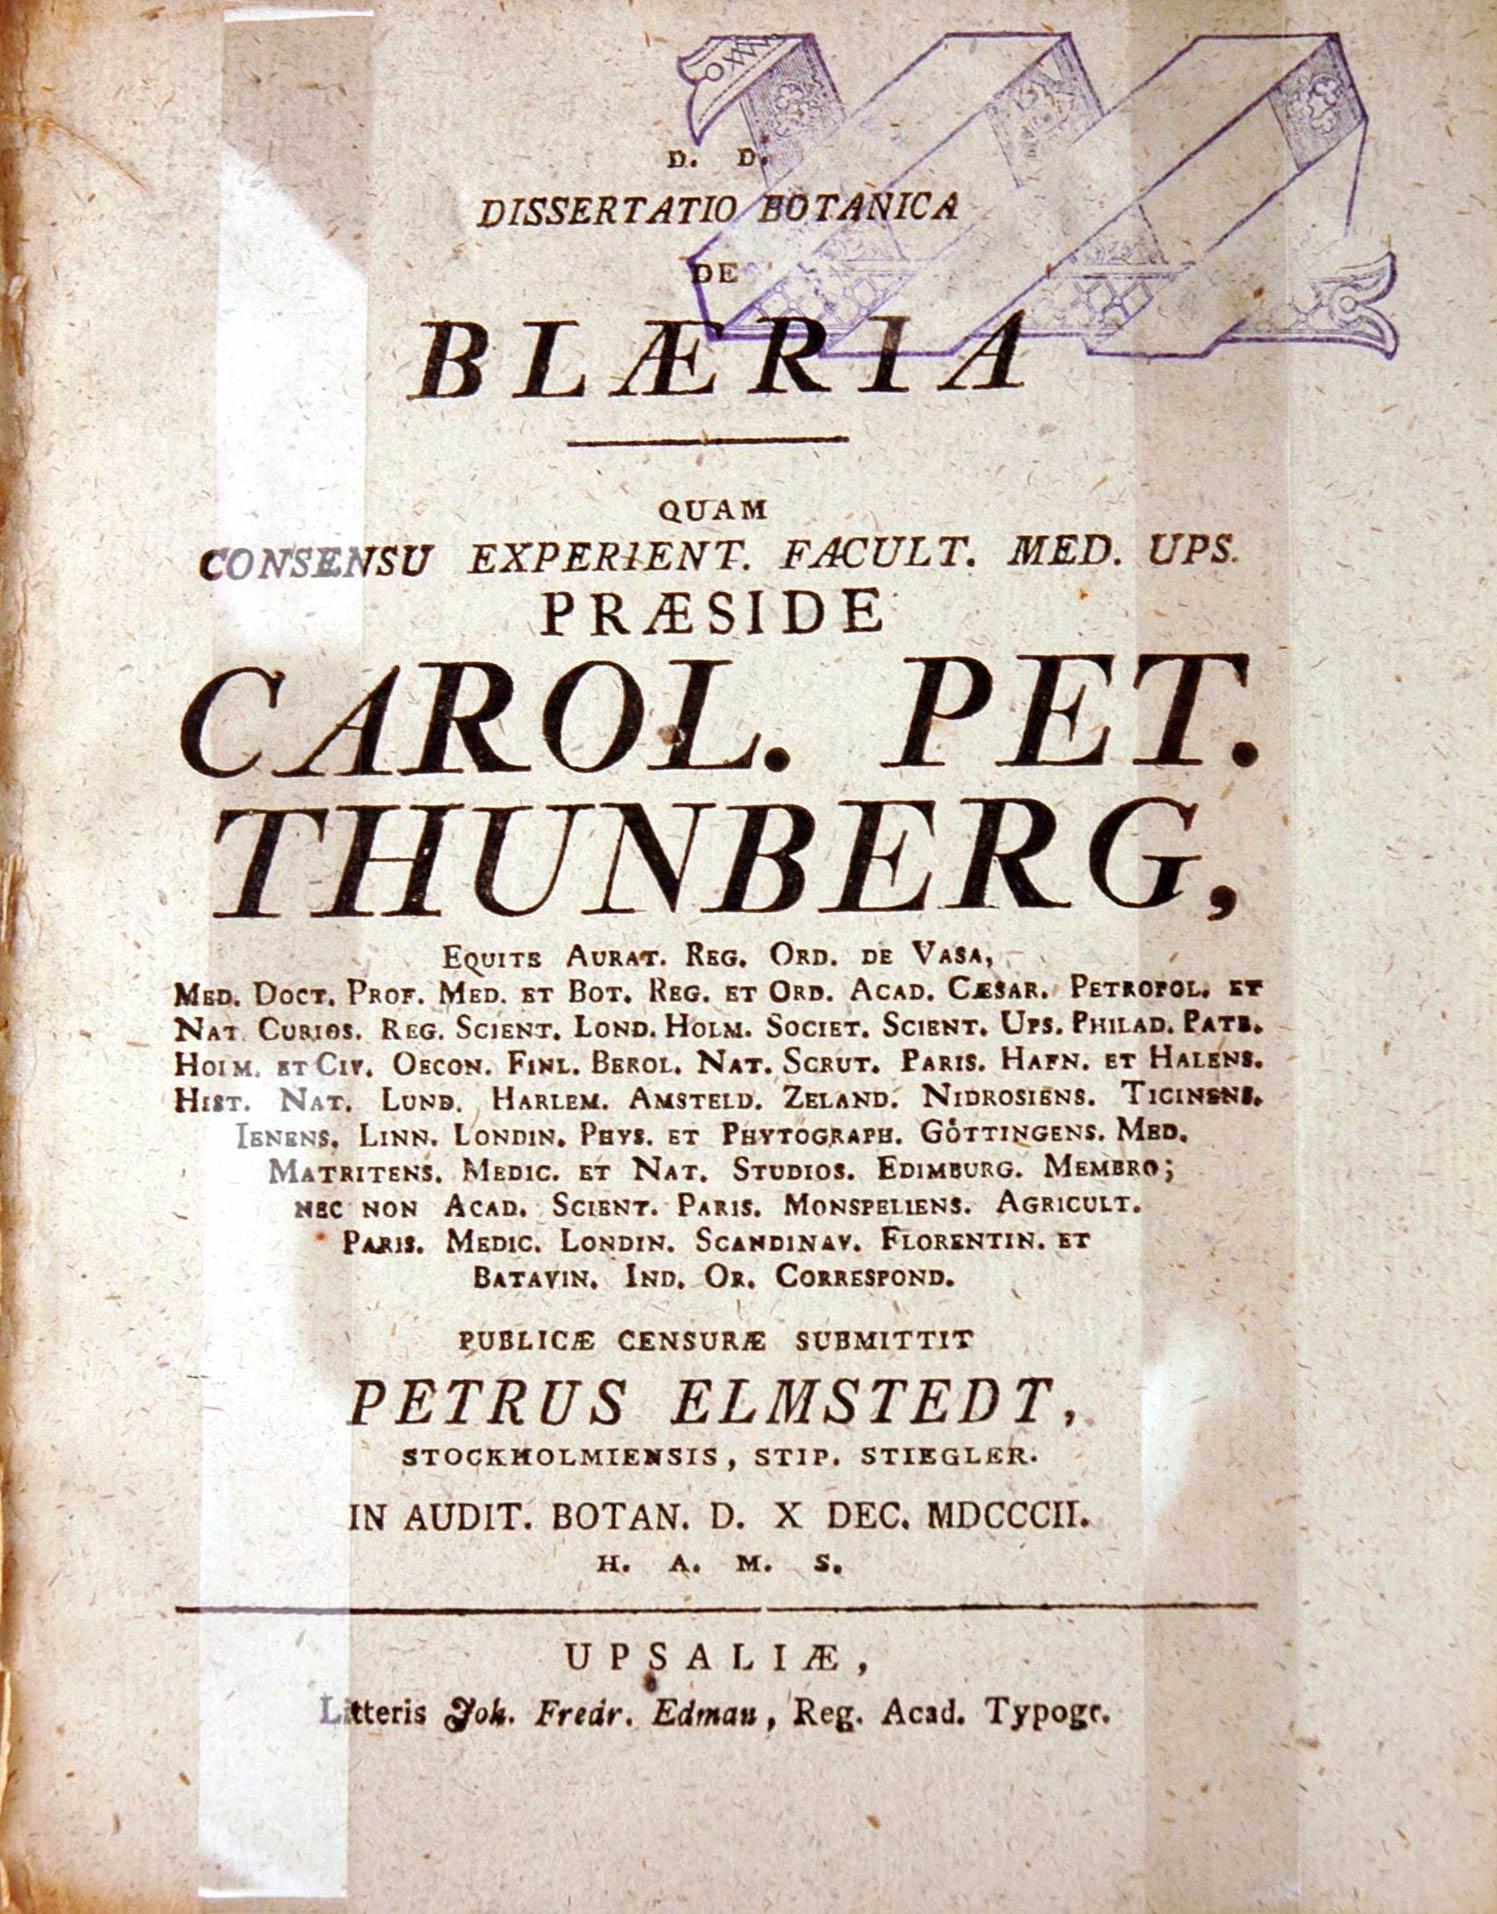 D. D.
DISSERTATIO BOTANICA
DE
BLÆRIA
QUAM
CONSENSU EXPERIENT. FACULT. MED. UPS.
PRÆSIDE
CAROL. PET.
THUNBERG,
EQUITE AURAT. REG. ORD. DE VASA,
MED. DOCT. PROF. MED. ET BOT. REG. ET ORD. ACAD. CÆSAR. PETROPOL. ET
NAT. CURIOS. REG. SCIENT. LOND. HOLM. SOCIET. SCIENT. UPS. PHILAD. PATR.
HOLM. ET CIV. OECON. FINL. BEROL. NAT. SCRUT. PARIS. HAFN. ET HALENS.
HIST. NAT. LUND. HARLEM. AMSTELD. ZELAND. NIDROSIENS. TICINENS.
IENENS. LINN. LONDIN. PHYS. ET PHYTOGRAPH. GÖTTINGENS. MED.
MATRITENS. MEDIC. ET NAT. STUDIOS. EDIMBURG. MEMBRO;
NEC NON ACAD. SCIENT. PARIS. MONSPELIENS. AGRICULT.
PARIS. MEDIC. LONDIN. SCANDINAV. FLORENTIN. ET
BATAVIN. IND. OR. CORRESPOND.
PUBLICÆ CENSURÆ SUBMITTIT
PETRUS ELMSTEDT,
STOCKHOLMIENSIS, STIP. STIEGLER.
IN AUDIT. BOTAN. D. X DEC. MDCCCII.
H. A. M. S.
UPSALIÆ,
Litteris Joh. Fredr. Edman, Reg. Acad. Typogr.